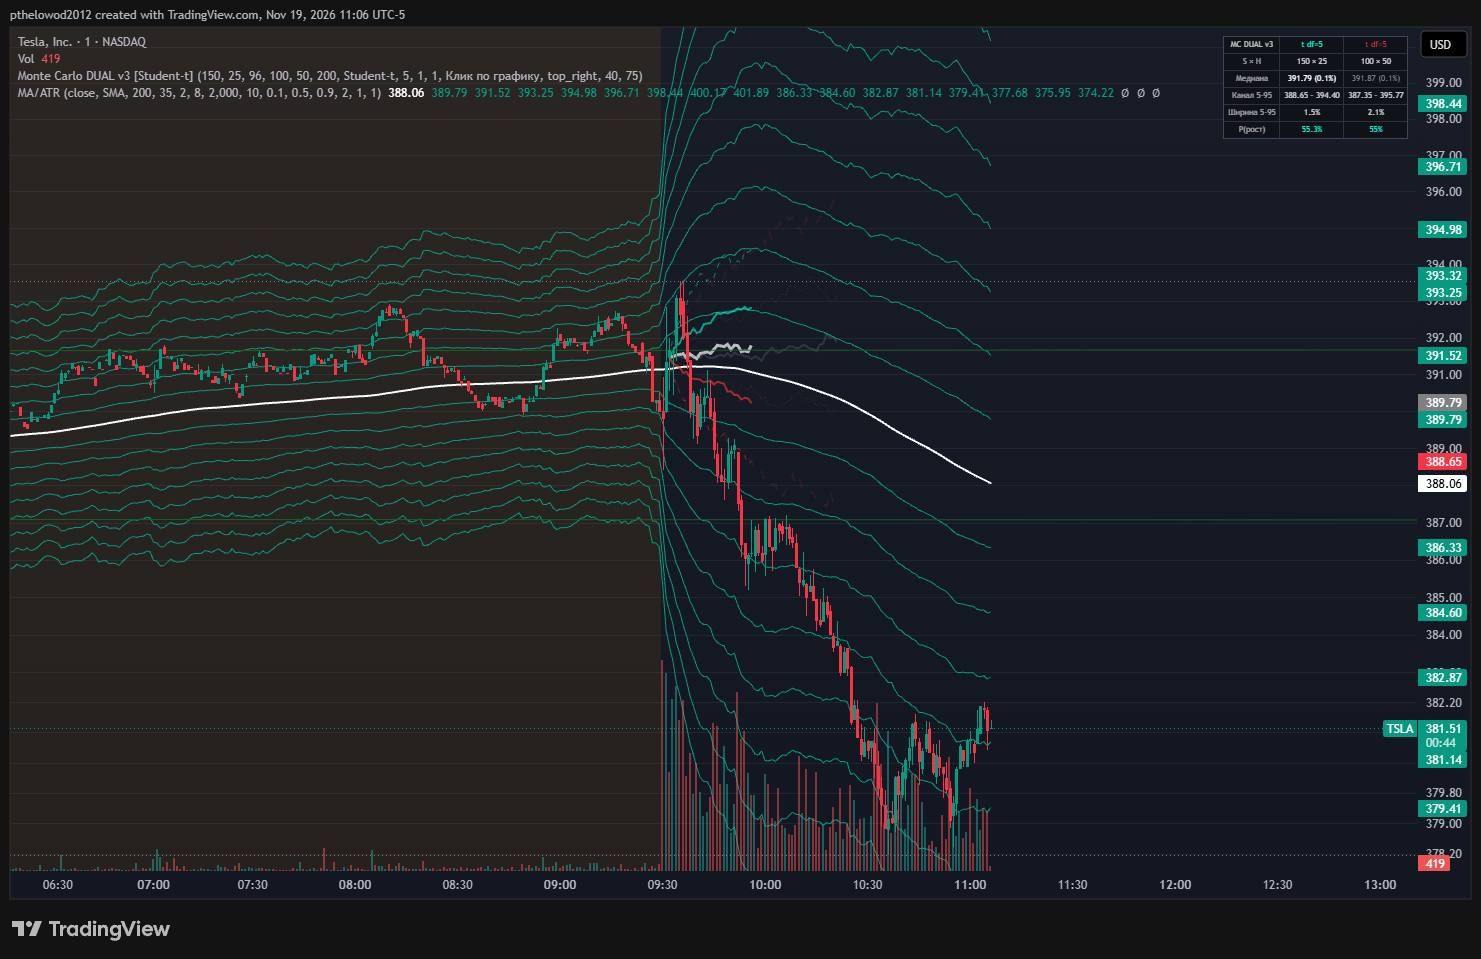 pthelowod2012 created with TradingView.com, Nov 19, 2026 11:06 UTC-5
Tesla, Inc. · 1 · NASDAQ
Vol 419
Monte Carlo DUAL v3 [Student-t] (150, 25, 96, 100, 50, 200, Student-t, 5, 1, 1, Клик по графику, top_right, 40, 75)
MA/ATR (close, SMA, 200, 35, 2, 8, 2,000, 10, 0.1, 0.5, 0.9, 2, 1, 1) 388.06 389.79 391.52 393.25 394.98 396.71 398.44 400.17 401.89 386.33 384.60 382.87 381.14 379.41 377.68 375.95 374.22 Ø Ø Ø
MC DUAL v3 t df=5 t df=5
S × H 150 × 25 100 × 50
Медиана 391.79 (0.1%) 391.87 (0.1%)
Канал 5-95 388.65 - 394.40 387.35 - 395.77
Ширина 5-95 1.5% 2.1%
P(рост) 55.3% 55%
USD
399.00
398.44
398.00
397.00
396.71
396.00
394.98
394.00
393.32
393.25
393.00
392.00
391.52
391.00
389.79
389.79
389.00
388.65
388.06
387.00
386.33
386.00
385.00
384.60
384.00
382.87
382.20
TSLA 381.51
00:44
381.14
379.80
379.41
379.00
378.20
419
06:30 07:00 07:30 08:00 08:30 09:00 09:30 10:00 10:30 11:00 11:30 12:00 12:30 13:00
TradingView